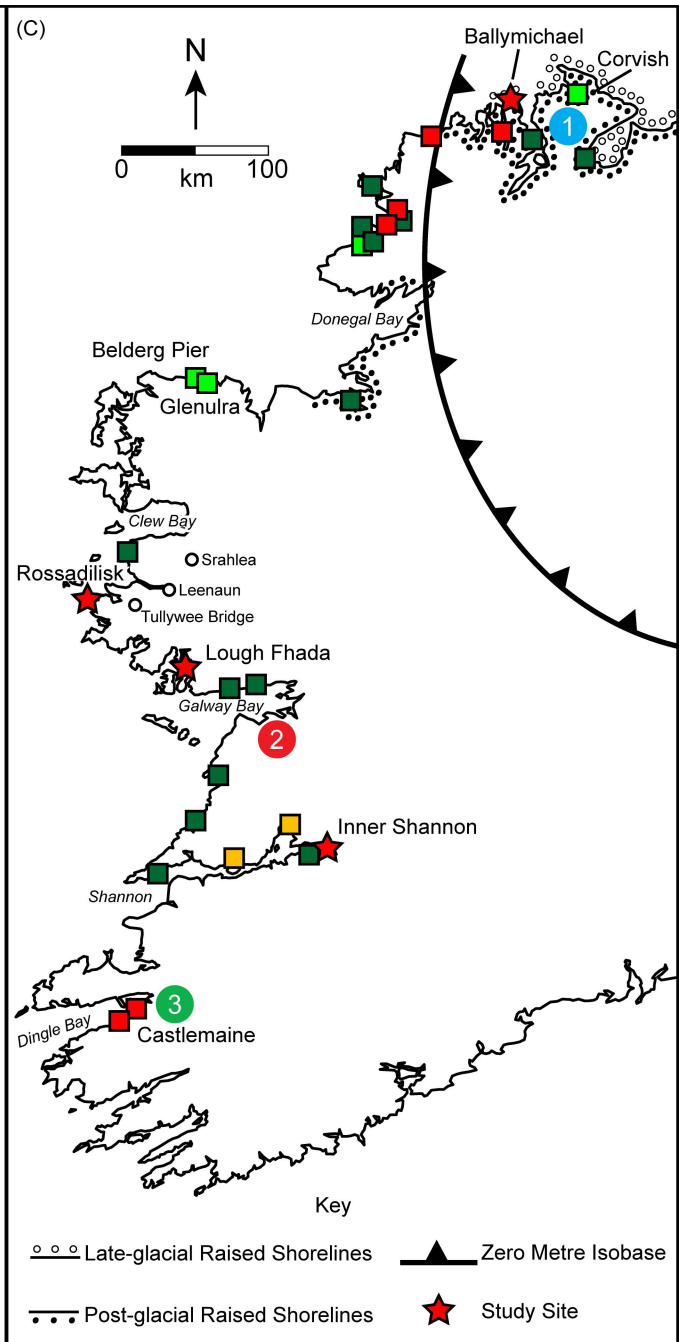 (C)
Ballymichael
N
Corvish
1
0
100
km
Donegal Bay
Belderg Pier
Glenulra
Clew Bay
Srahlea
Rossadilisk
Leenaun
Tullywee Bridge
Lough Fhada
Galway Bay
2
Inner Shannon
Shannon
3
Dingle Bay
Castlemaine
Key
Late-glacial Raised Shorelines
Zero Metre Isobase
Post-glacial Raised Shorelines
Study Site